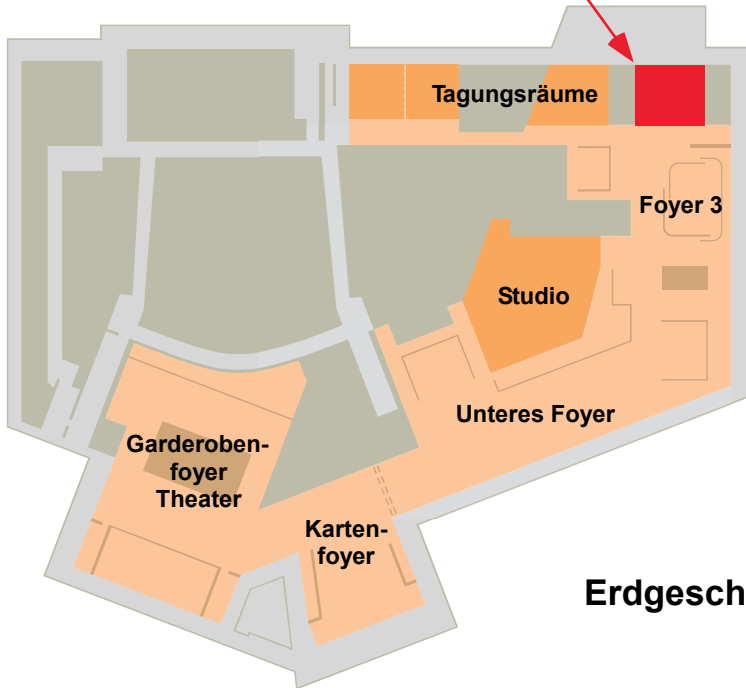 Tagungsräume
Foyer 3
Studio
Unteres Foyer
Garderoben-
foyer
Theater
Karten-
foyer
Erdgesch